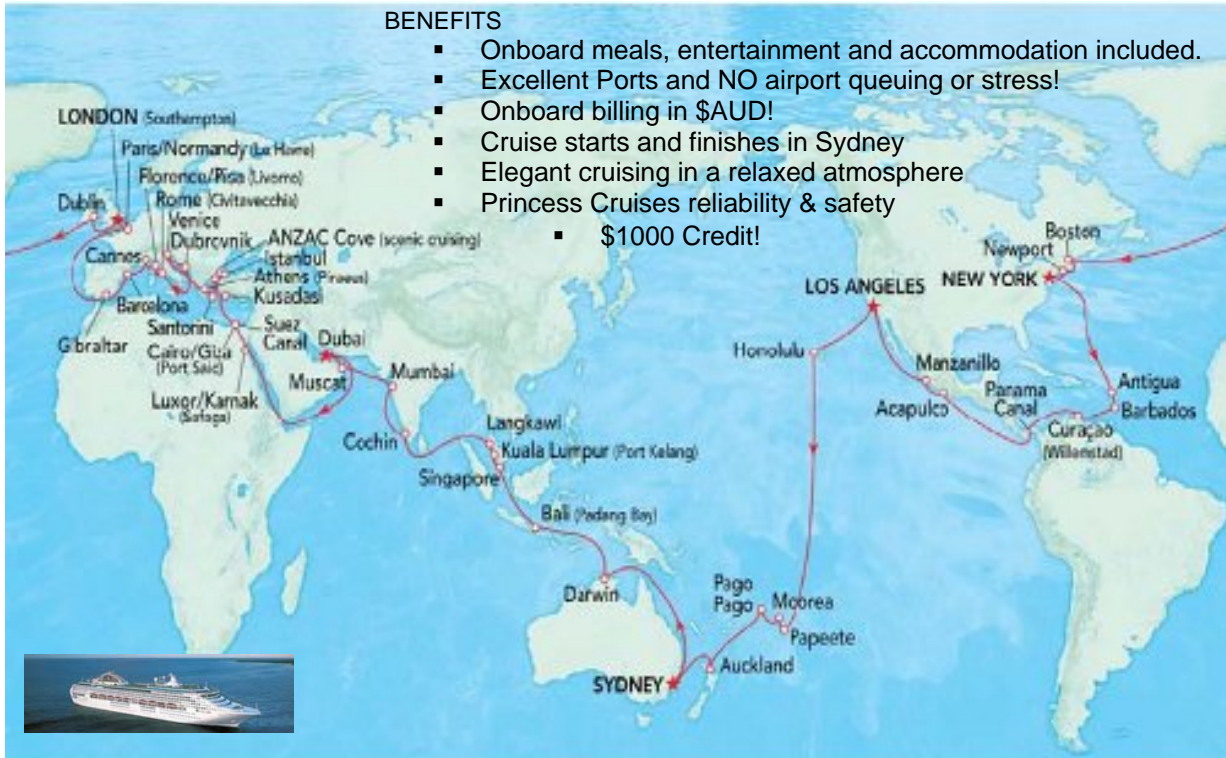 BENEFITS
▪ Onboard meals, entertainment and accommodation included.
▪ Excellent Ports and NO airport queuing or stress!
▪ Onboard billing in $AUD!
▪ Cruise starts and finishes in Sydney
▪ Elegant cruising in a relaxed atmosphere
▪ Princess Cruises reliability & safety
▪ $1000 Credit!
LONDON (Southampton)
Paris/Normandy (Le Havre)
Florence/Pisa (Livorno)
Dublin
Rome (Civitavecchia)
Venice
Dubrovnik
ANZAC Cove (scenic cruising)
Istanbul
Cannes
Athens (Piraeus)
Kusadasi
Barcelona
Santorini
Suez
Canal
Gibraltar
Cairo/Giza
(Port Said)
Dubai
Muscat
Mumbai
Luxor/Karnak
(Safaga)
Cochin
Langkawi
Kuala Lumpur (Port Kelang)
Singapore
Bali (Padang Bay)
Darwin
SYDNEY
Auckland
Pago
Pago
Moorea
Papeete
Honolulu
LOS ANGELES
NEW YORK
Newport
Boston
Manzanillo
Acapulco
Panama
Canal
Antigua
Barbados
Curaçao
(Willemstad)